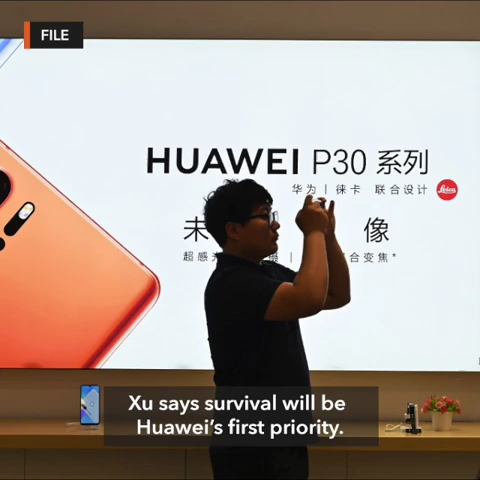 FILE
HUAWEI P30 系列
华为 | 徕卡 联合设计
Leica
未 像
超感光 | 合变焦*
Xu says survival will be
Huawei's first priority.